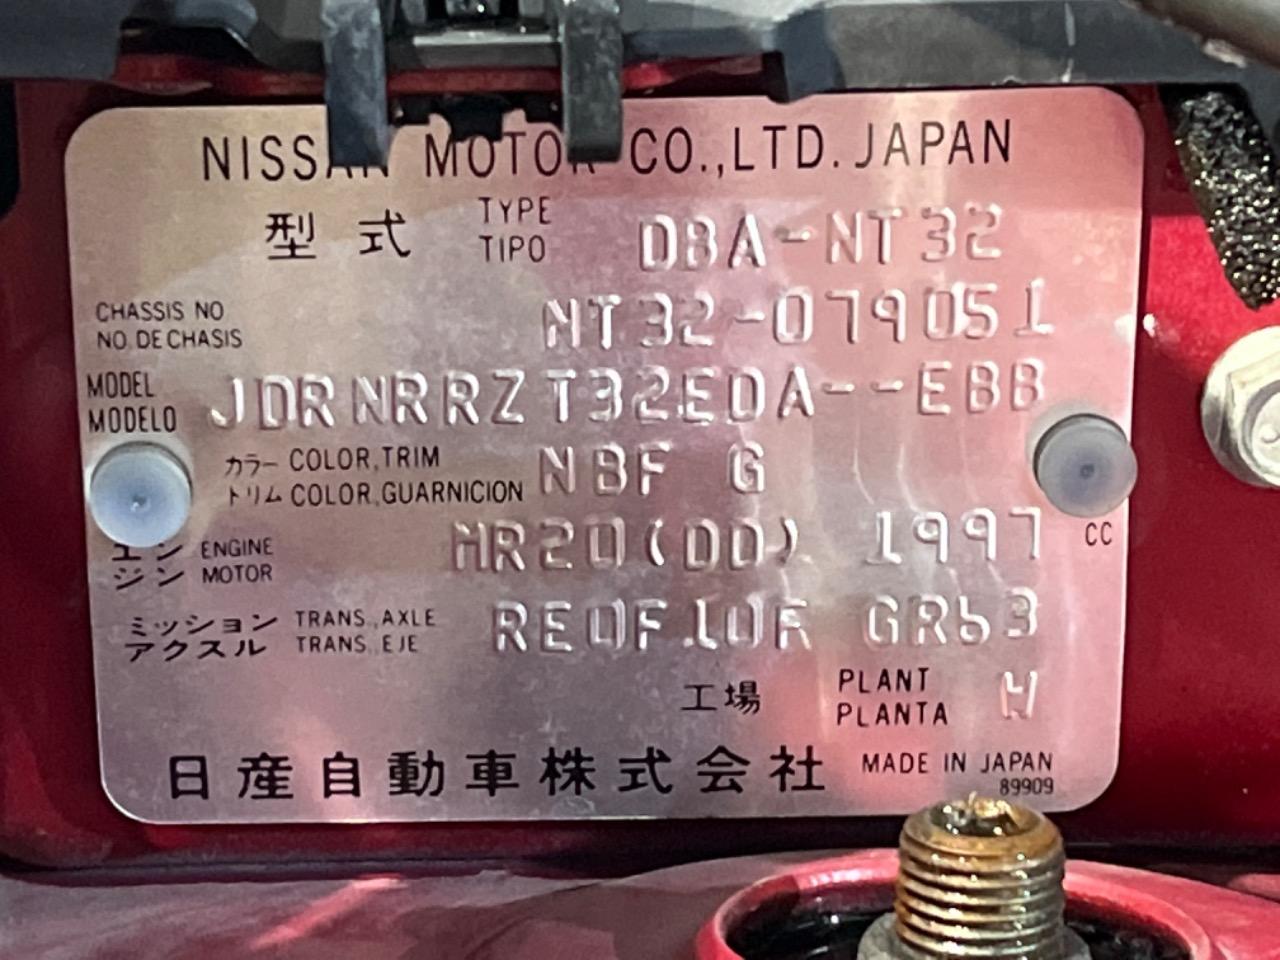 NISSAN MOTOR CO.,LTD. JAPAN
型式 TYPE TIPO DBA-NT32
CHASSIS NO
NO. DE CHASIS NT32-079051
MODEL
MODELO JDRNRRZT32EDA--EBB
カラー COLOR, TRIM
トリム COLOR, GUARNICION NBF G
エン ENGINE
ジン MOTOR MR20(DD) 1997 CC
ミッション TRANS., AXLE
アクスル TRANS., EJE RE0F10F GR63
工場 PLANT PLANTA W
日産自動車株式会社 MADE IN JAPAN
89909